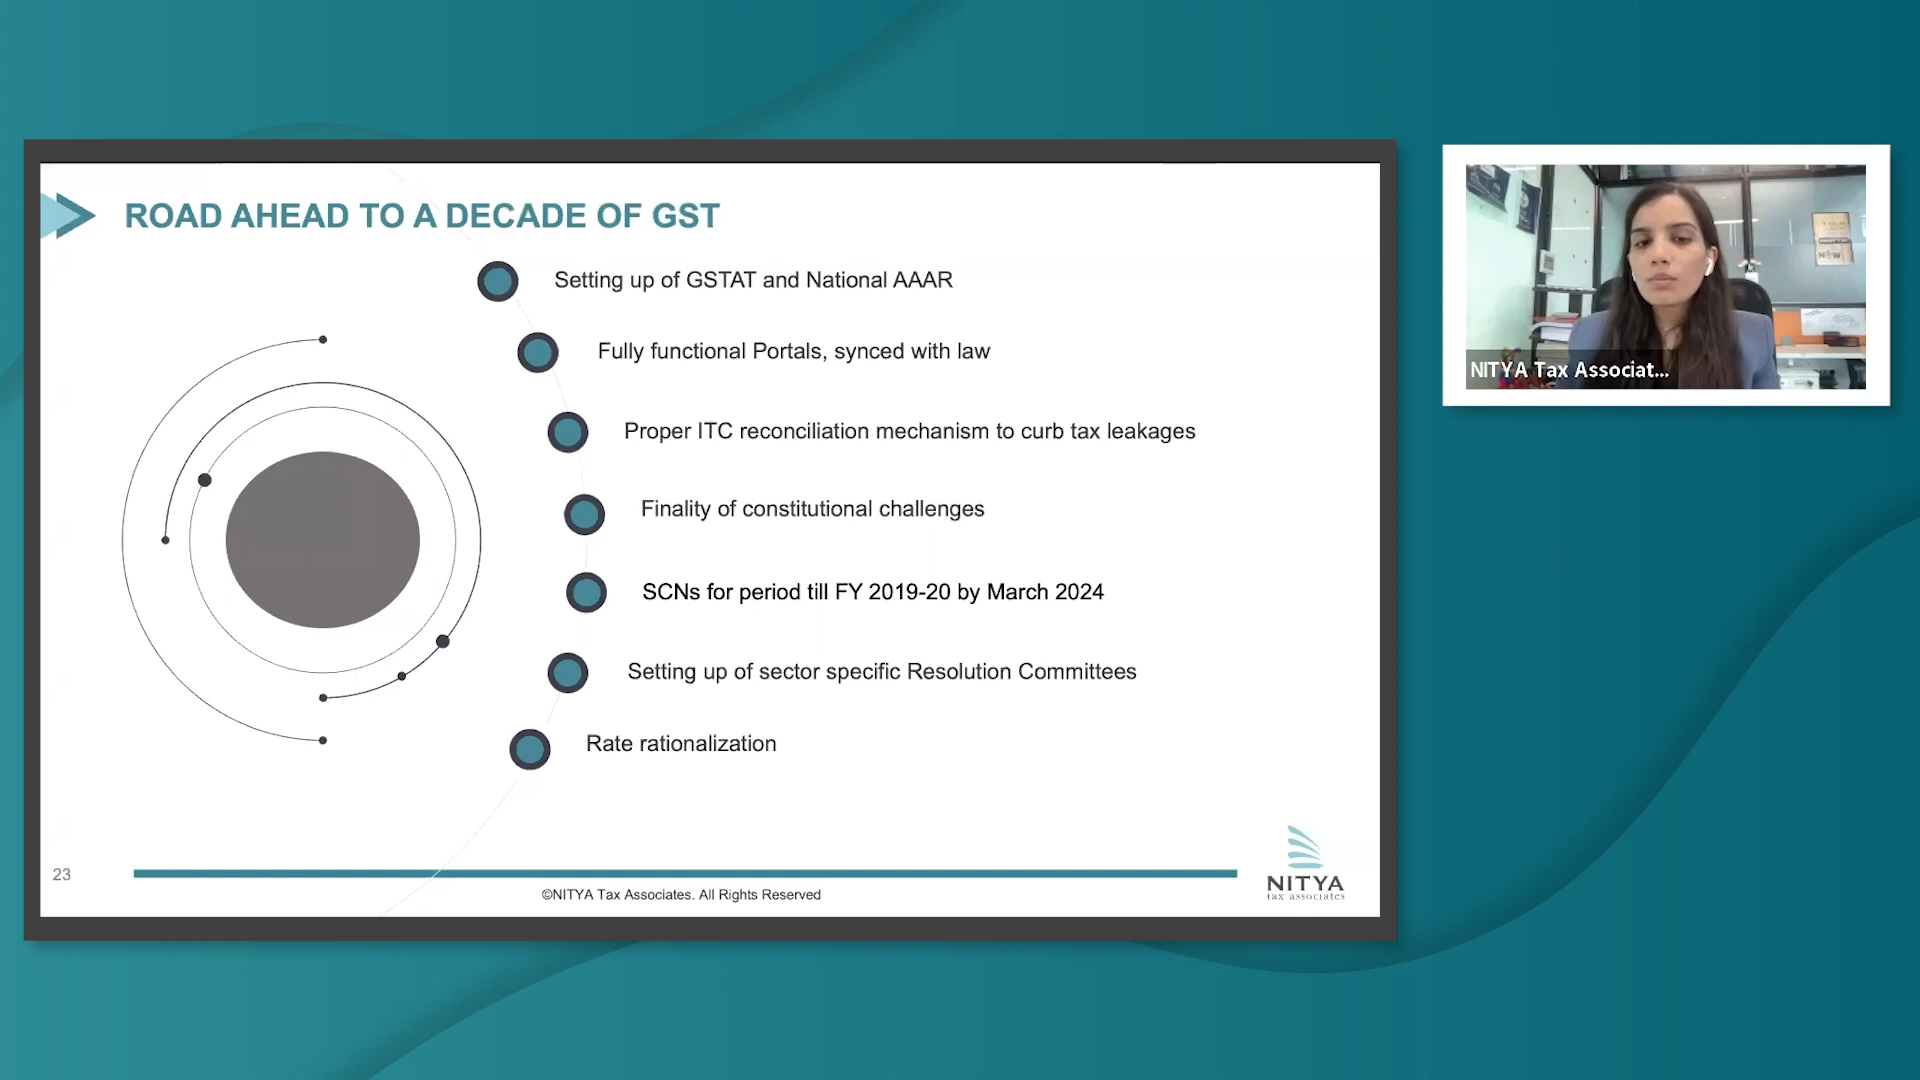 ROAD AHEAD TO A DECADE OF GST
Setting up of GSTAT and National AAAR
Fully functional Portals, synced with law
Proper ITC reconciliation mechanism to curb tax leakages
Finality of constitutional challenges
SCNs for period till FY 2019-20 by March 2024
Setting up of sector specific Resolution Committees
Rate rationalization
23
©NITYA Tax Associates. All Rights Reserved
NITYA
tax associates
NITYA Tax Associat...
NOW